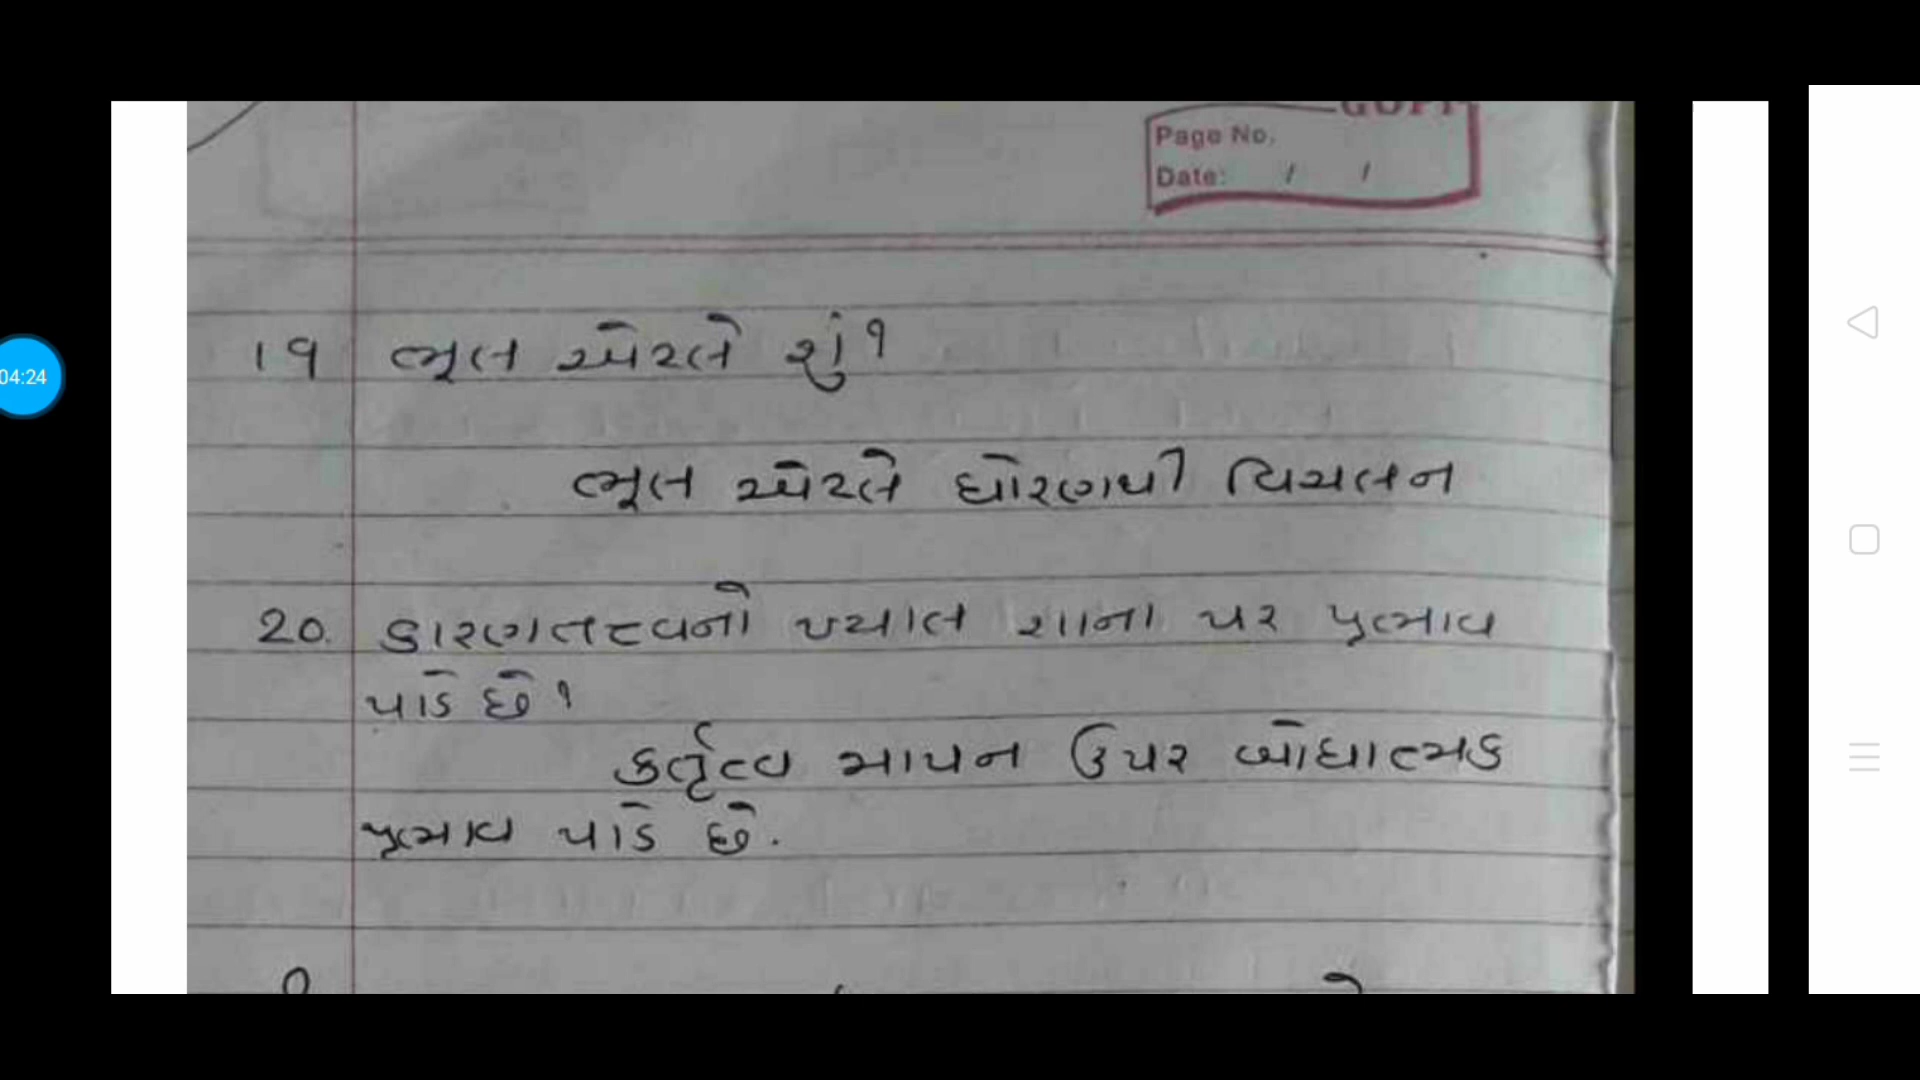 GOPI
Page No.
Date: / /
19 ભૂલ એટલે શું?
04:24
ભૂલ એટલે ધોરણથી વિચલન
20. કારણતત્વનો ખ્યાલ શાના પર પ્રભાવ
પાડે છે?
કર્તૃત્વ માપન ઉપર બોધાત્મક
પ્રભાવ પાડે છે.